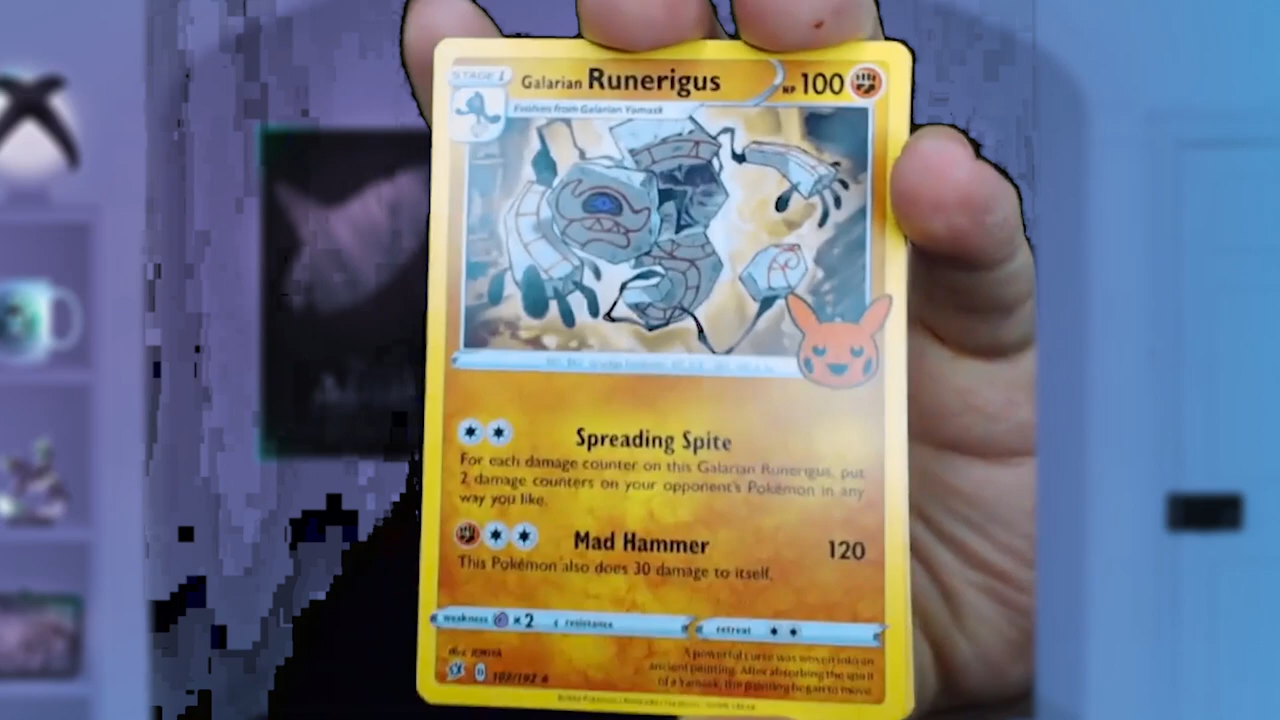 STAGE 1
Galarian Runerigus
HP 100
Evolves from Galarian Yamask
Spreading Spite
For each damage counter on this Galarian Runerigus, put
2 damage counters on your opponent's Pokémon in any
way you like.
Mad Hammer 120
This Pokémon also does 30 damage to itself.
weakness ×2 resistance retreat
A powerful curse was woven into an
ancient painting. After absorbing the spirit
of a Yamask, the painting began to move.